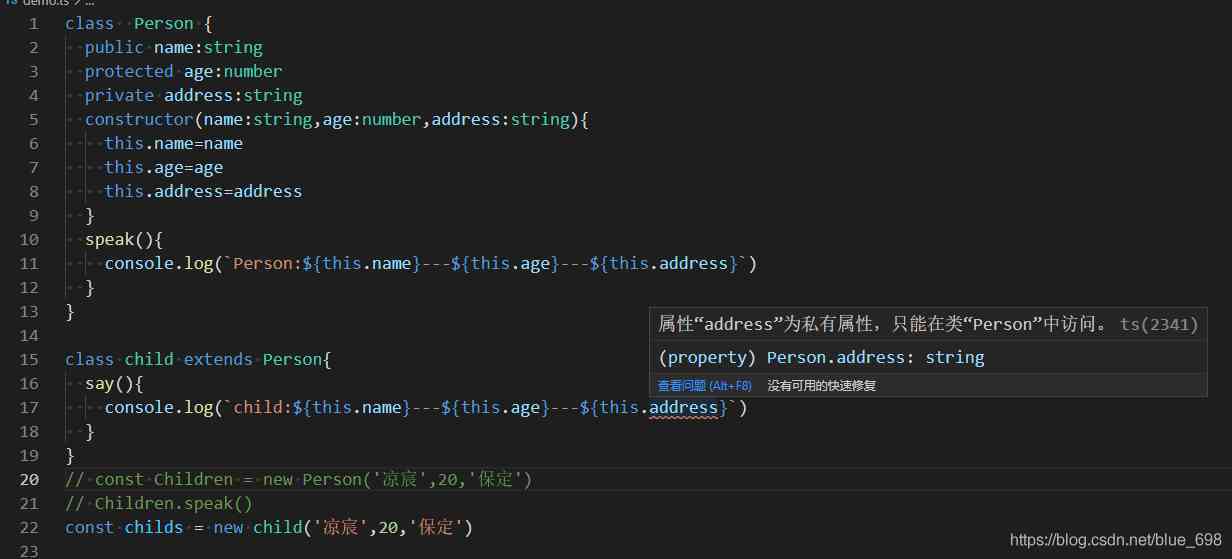 TS demo.ts > ...
1 class  Person {
2 public name:string
3 protected age:number
4 private address:string
5 constructor(name:string,age:number,address:string){
6 this.name=name
7 this.age=age
8 this.address=address
9 }
10 speak(){
11 console.log(`Person:${this.name}---${this.age}---${this.address}`)
12 }
13 }
14
属性“address”为私有属性，只能在类“Person”中访问。 ts(2341)
(property) Person.address: string
查看问题 (Alt+F8) 没有可用的快速修复
15 class child extends Person{
16 say(){
17 console.log(`child:${this.name}---${this.age}---${this.address}`)
18 }
19 }
20 // const Children = new Person('凉宸',20,'保定')
21 // Children.speak()
22 const childs = new child('凉宸',20,'保定')
23
https://blog.csdn.net/blue_698